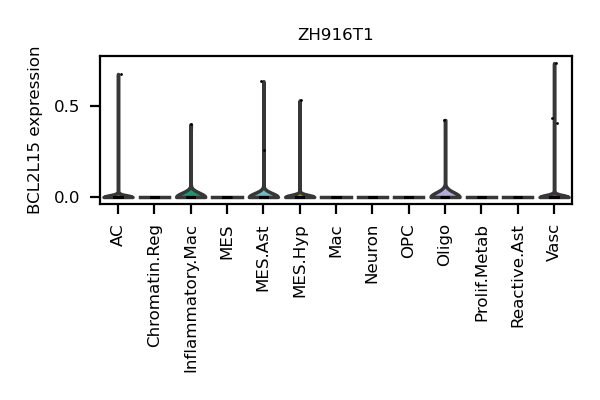 ZH916T1
BCL2L15 expression
0.5
0.0
AC
Chromatin.Reg
Inflammatory.Mac
MES
MES.Ast
MES.Hyp
Mac
Neuron
OPC
Oligo
Prolif.Metab
Reactive.Ast
Vasc